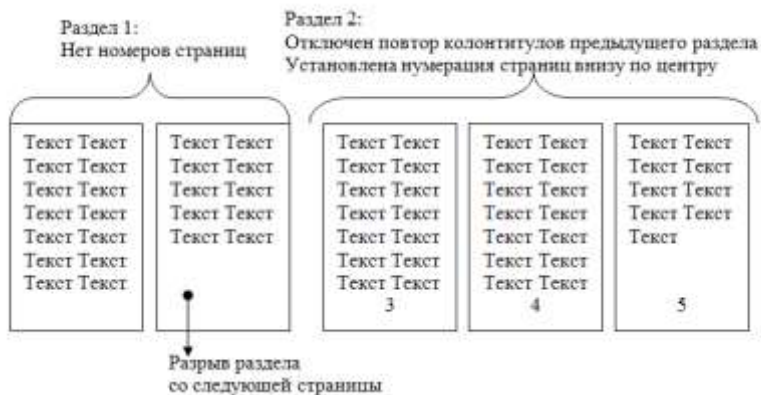 Раздел 1:
Нет номеров страниц
Раздел 2:
Отключен повтор колонтитулов предыдущего раздела
Установлена нумерация страниц внизу по центру
Текст Текст
Текст Текст
Текст Текст
Текст Текст
Текст Текст
Текст Текст
Текст Текст
Текст Текст
Текст Текст
Текст Текст
Текст Текст
Текст Текст
Разрыв раздела
со следующей страницы
Текст Текст
Текст Текст
Текст Текст
Текст Текст
Текст Текст
Текст Текст
Текст Текст
3
Текст Текст
Текст Текст
Текст Текст
Текст Текст
Текст Текст
Текст Текст
Текст Текст
4
Текст Текст
Текст Текст
Текст Текст
Текст Текст
Текст
5